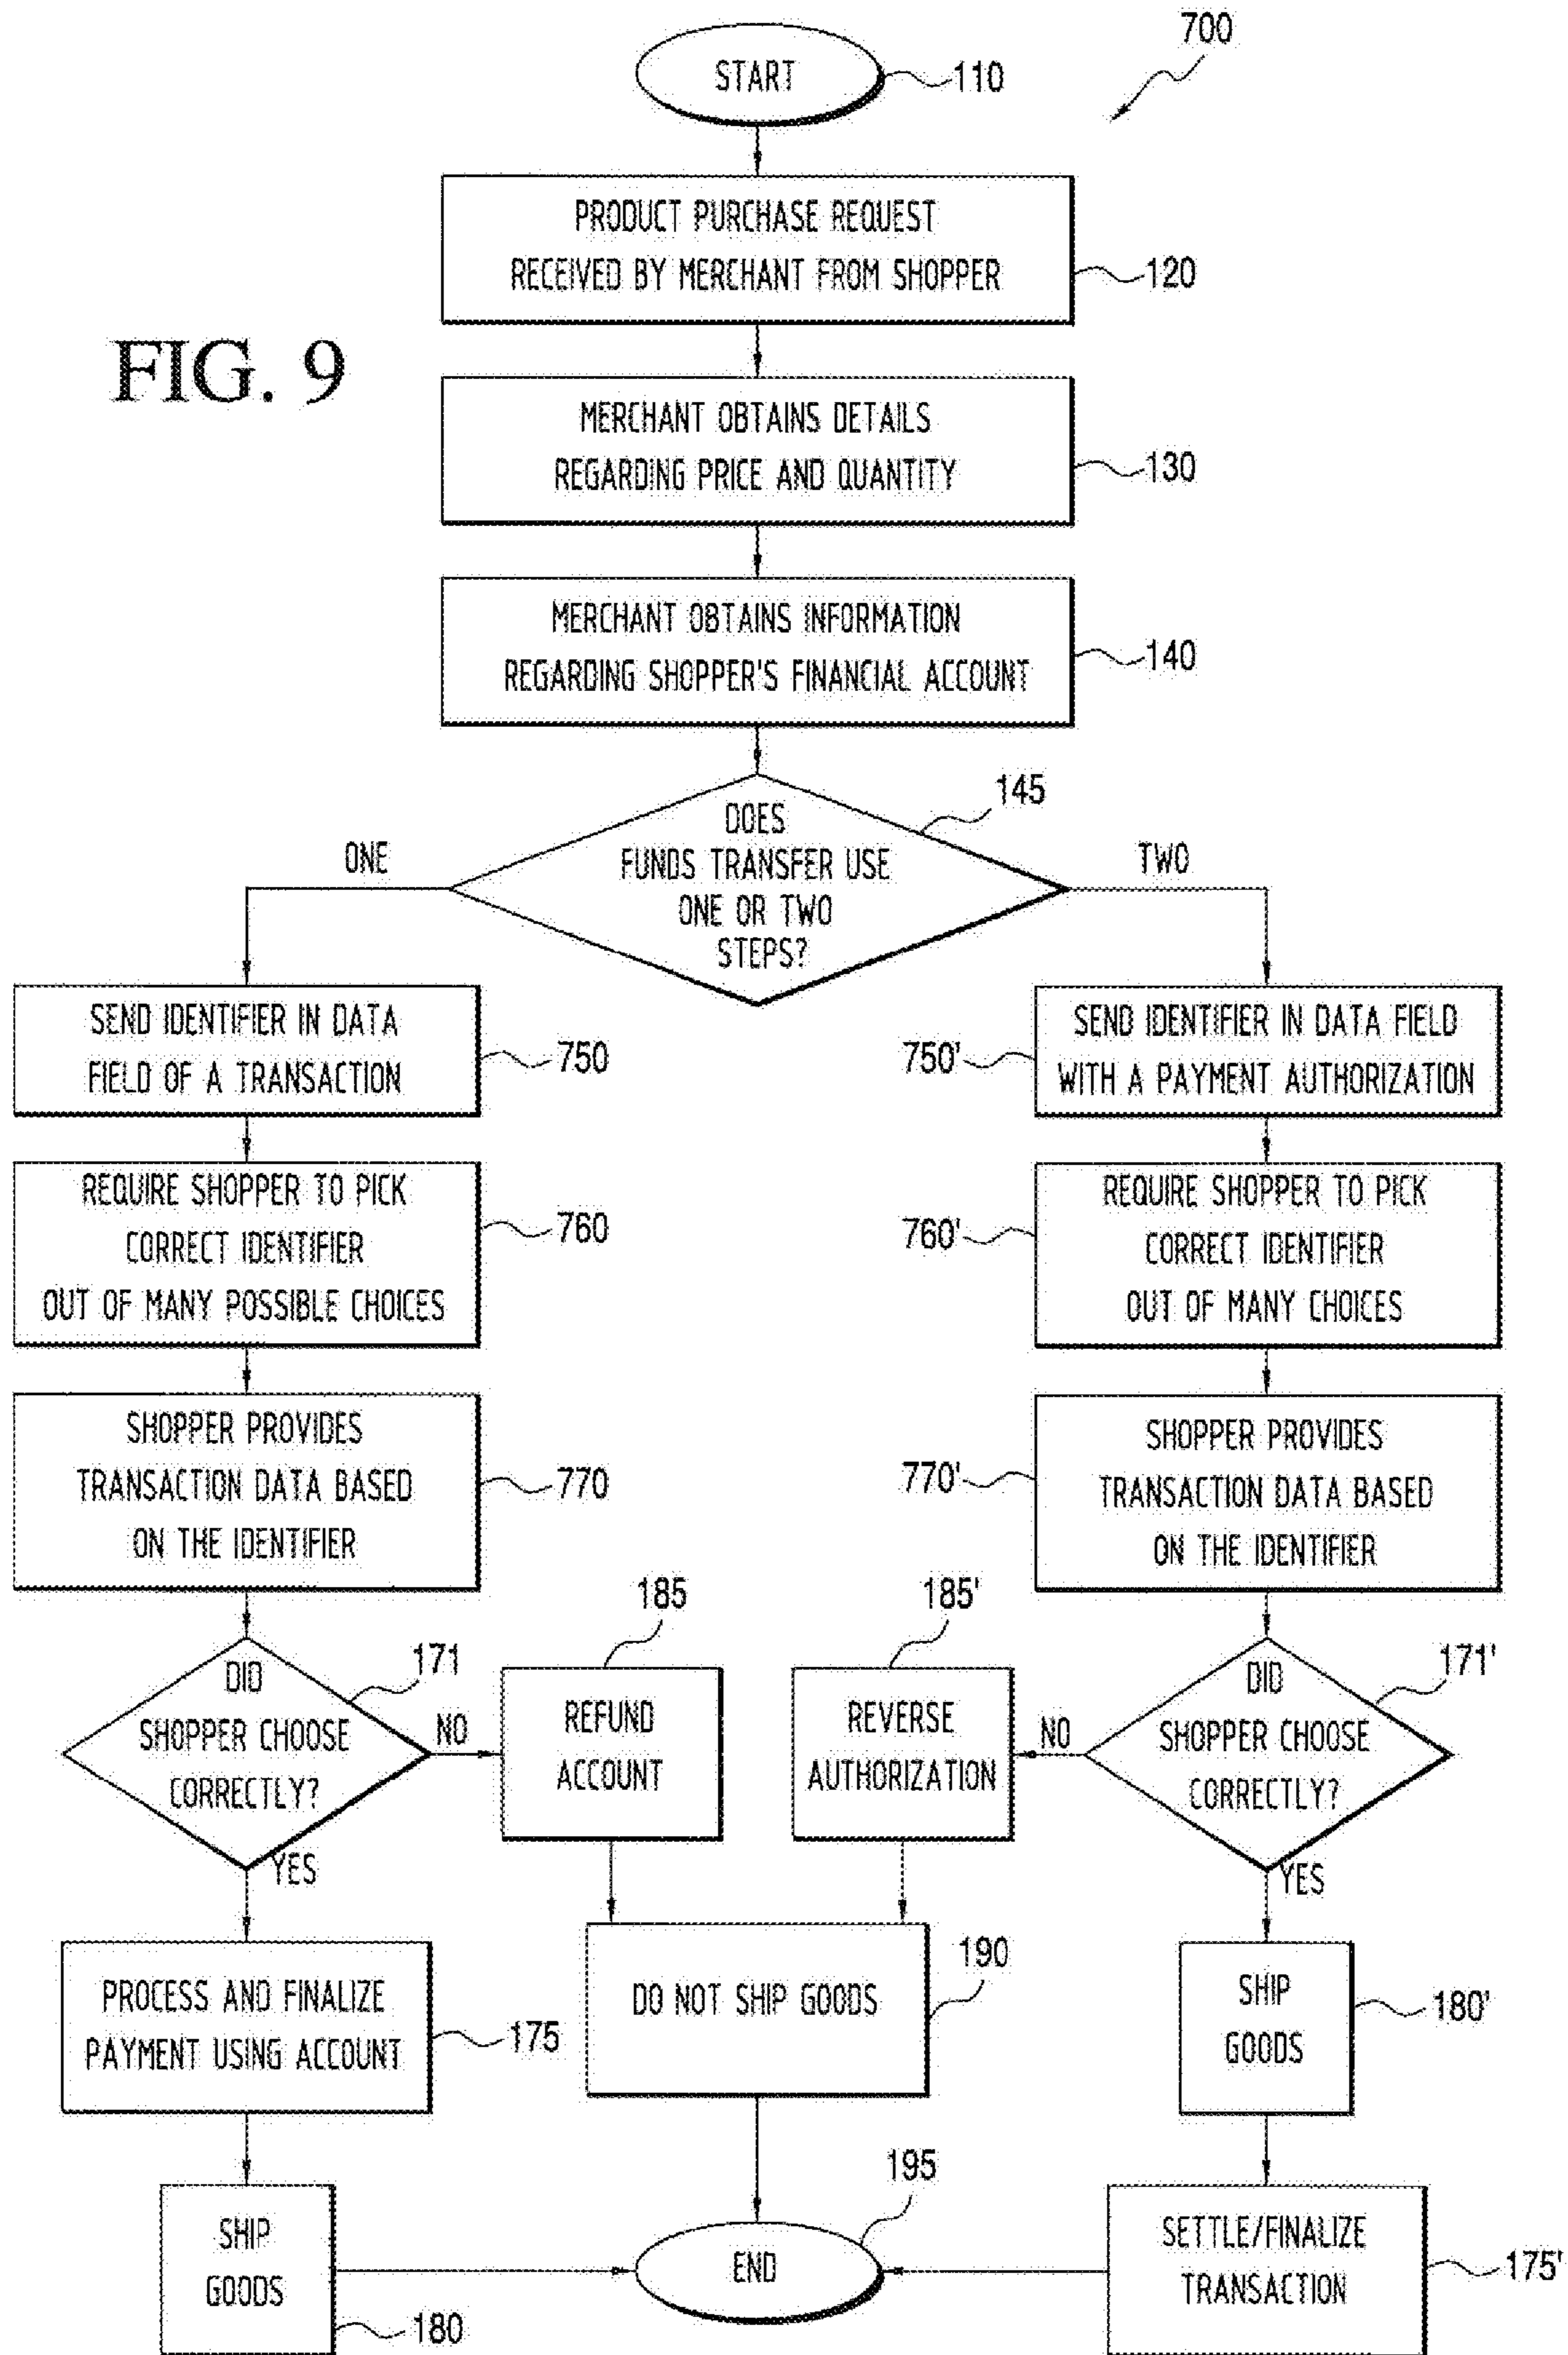 700
START
110
PRODUCT PURCHASE REQUEST
RECEIVED BY MERCHANT FROM SHOPPER
120
FIG. 9
MERCHANT OBTAINS DETAILS
REGARDING PRICE AND QUANTITY
130
MERCHANT OBTAINS INFORMATION
REGARDING SHOPPER'S FINANCIAL ACCOUNT
140
145
DOES
FUNDS TRANSFER USE
ONE OR TWO
STEPS?
ONE
TWO
SEND IDENTIFIER IN DATA
FIELD OF A TRANSACTION
750
750'
SEND IDENTIFIER IN DATA FIELD
WITH A PAYMENT AUTHORIZATION
REQUIRE SHOPPER TO PICK
CORRECT IDENTIFIER
OUT OF MANY POSSIBLE CHOICES
760
760'
REQUIRE SHOPPER TO PICK
CORRECT IDENTIFIER
OUT OF MANY CHOICES
SHOPPER PROVIDES
TRANSACTION DATA BASED
ON THE IDENTIFIER
770
770'
SHOPPER PROVIDES
TRANSACTION DATA BASED
ON THE IDENTIFIER
DID
SHOPPER CHOOSE
CORRECTLY?
171
NO
YES
185
REFUND
ACCOUNT
185'
REVERSE
AUTHORIZATION
NO
DID
SHOPPER CHOOSE
CORRECTLY?
171'
YES
PROCESS AND FINALIZE
PAYMENT USING ACCOUNT
175
DO NOT SHIP GOODS
190
SHIP
GOODS
180'
SHIP
GOODS
180
195
END
SETTLE/FINALIZE
TRANSACTION
175'